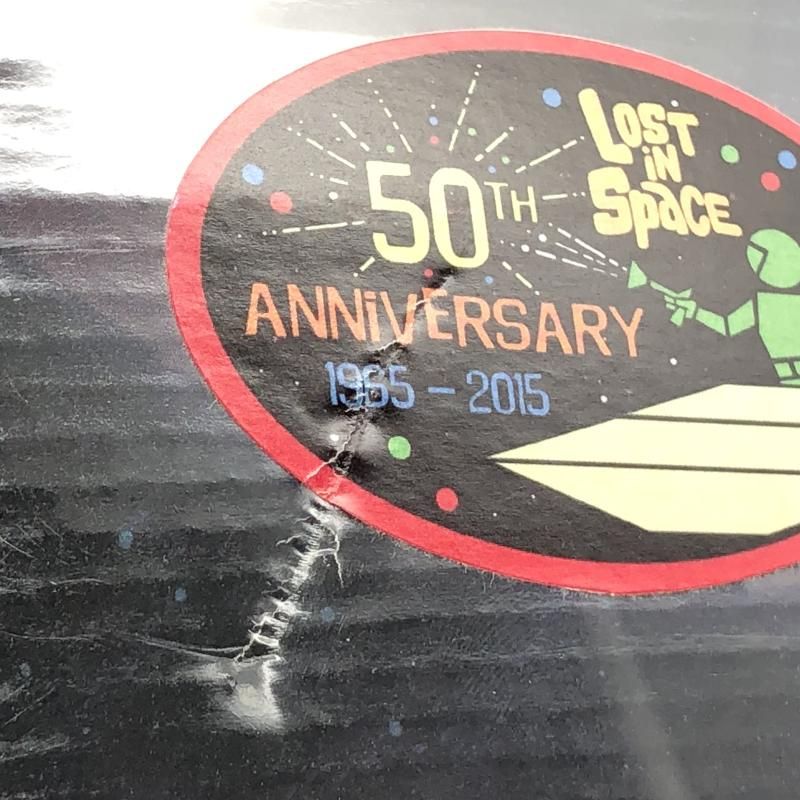 50TH
ANNiVERSARY
1965 – 2015
LOST
iN
SpacE